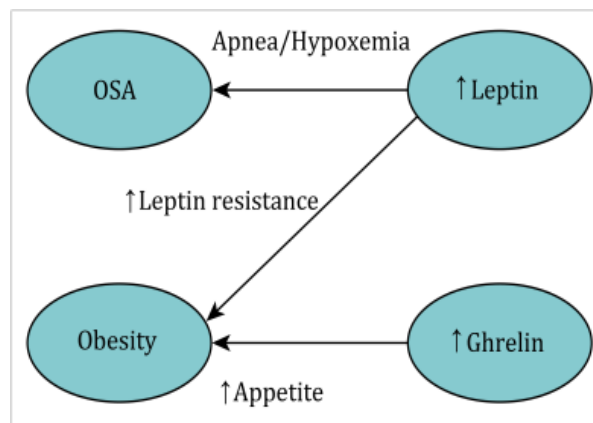 Apnea/Hypoxemia
OSA
↑Leptin
↑Leptin resistance
Obesity
↑Ghrelin
↑Appetite